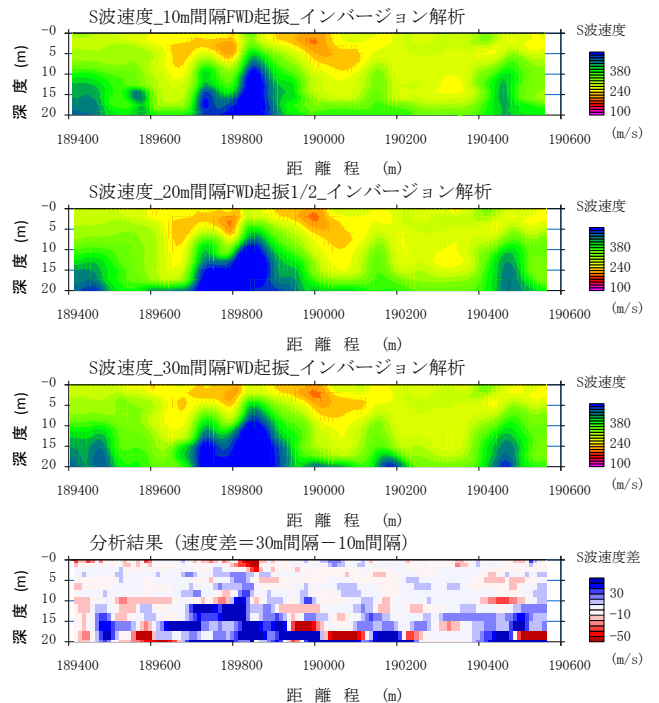 S波速度_10m間隔FWD起振_インバージョン解析
S波速度
-0
5
10
15
20
深 度 (m)
380
240
100
(m/s)
189400 189600 189800 190000 190200 190400 190600
距 離 程 (m)
S波速度_20m間隔FWD起振1/2_インバージョン解析
S波速度
-0
5
10
15
20
深 度 (m)
380
240
100
(m/s)
189400 189600 189800 190000 190200 190400 190600
距 離 程 (m)
S波速度_30m間隔FWD起振_インバージョン解析
S波速度
-0
5
10
15
20
深 度 (m)
380
240
100
(m/s)
189400 189600 189800 190000 190200 190400 190600
距 離 程 (m)
分析結果 (速度差＝30m間隔－10m間隔)
S波速度差
-0
5
10
15
20
深 度 (m)
30
-10
-50
(m/s)
189400 189600 189800 190000 190200 190400 190600
距 離 程 (m)